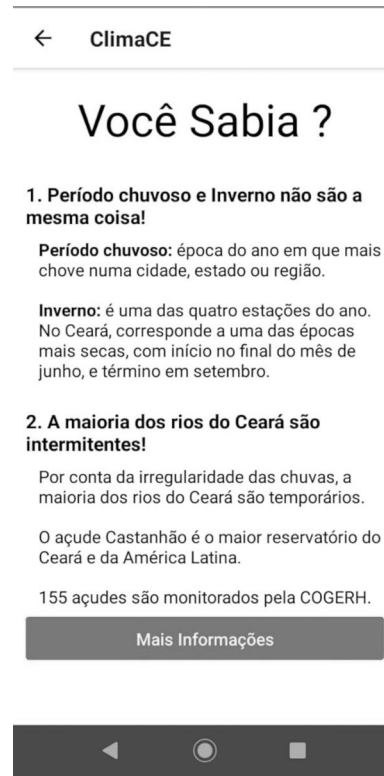 ClimaCE
Você Sabia ?
1. Período chuvoso e Inverno não são a
mesma coisa!
Período chuvoso: época do ano em que mais
chove numa cidade, estado ou região.
Inverno: é uma das quatro estações do ano.
No Ceará, corresponde a uma das épocas
mais secas, com início no final do mês de
junho, e término em setembro.
2. A maioria dos rios do Ceará são
intermitentes!
Por conta da irregularidade das chuvas, a
maioria dos rios do Ceará são temporários.
O açude Castanhão é o maior reservatório do
Ceará e da América Latina.
155 açudes são monitorados pela COGERH.
Mais Informações